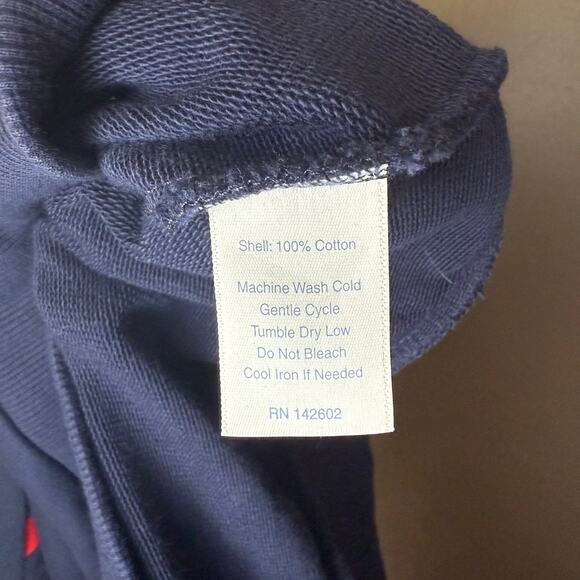 Shell: 100% Cotton
Machine Wash Cold
Gentle Cycle
Tumble Dry Low
Do Not Bleach
Cool Iron If Needed
RN 142602